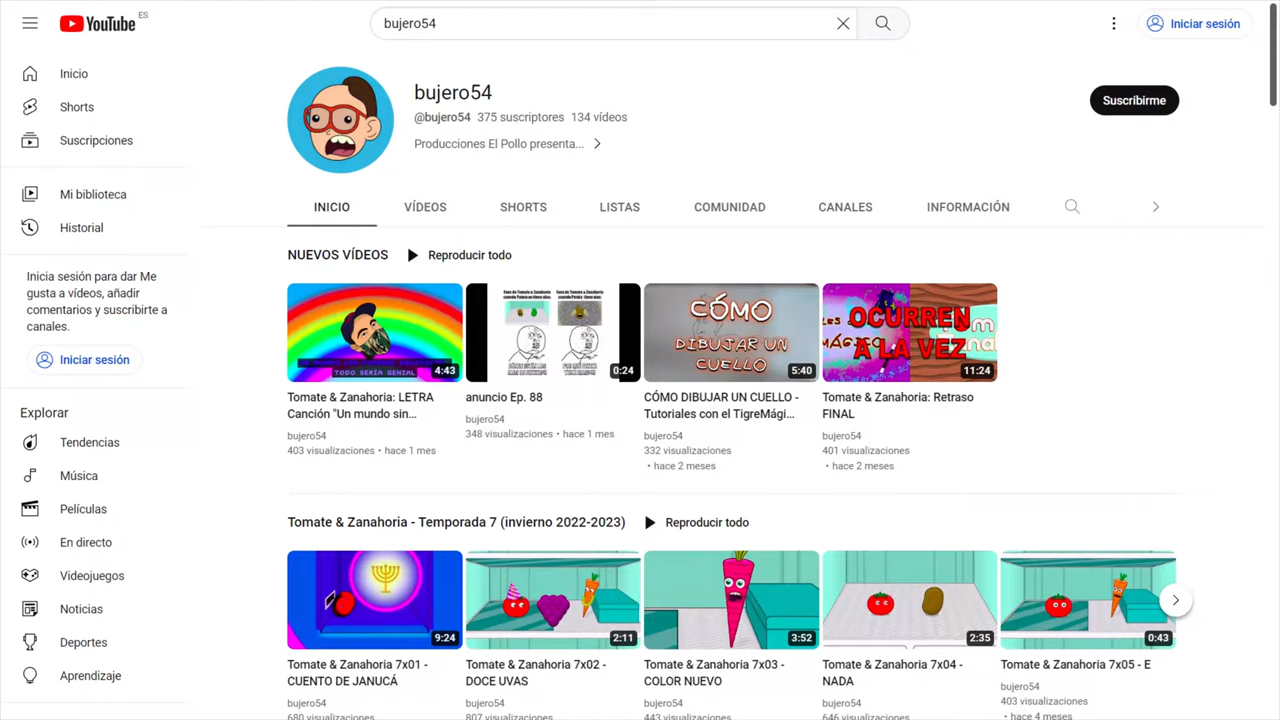 YouTube ES
bujero54
Iniciar sesión
Inicio
Shorts
Suscripciones
Mi biblioteca
Historial
Inicia sesión para dar Me
gusta a vídeos, añadir
comentarios y suscribirte a
canales.
Iniciar sesión
Explorar
Tendencias
Música
Películas
En directo
Videojuegos
Noticias
Deportes
Aprendizaje
bujero54
@bujero54 375 suscriptores 134 vídeos
Producciones El Pollo presenta...
Suscribirme
INICIO VÍDEOS SHORTS LISTAS COMUNIDAD CANALES INFORMACIÓN
NUEVOS VÍDEOS Reproducir todo
TODO SERÍA GENIAL
4:43
Tomate & Zanahoria: LETRA
Canción "Un mundo sin...
bujero54
403 visualizaciones • hace 1 mes
0:24
anuncio Ep. 88
bujero54
348 visualizaciones • hace 1 mes
CÓMO
DIBUJAR UN
CUELLO
5:40
CÓMO DIBUJAR UN CUELLO -
Tutoriales con el TigreMági...
bujero54
332 visualizaciones
• hace 2 meses
OCURREN
A LA VEZ
11:24
Tomate & Zanahoria: Retraso
FINAL
bujero54
401 visualizaciones
• hace 2 meses
Tomate & Zanahoria - Temporada 7 (invierno 2022-2023) Reproducir todo
9:24
Tomate & Zanahoria 7x01 -
CUENTO DE JANUCÁ
bujero54
680 visualizaciones
2:11
Tomate & Zanahoria 7x02 -
DOCE UVAS
bujero54
807 visualizaciones
3:52
Tomate & Zanahoria 7x03 -
COLOR NUEVO
bujero54
443 visualizaciones
2:35
Tomate & Zanahoria 7x04 -
NADA
bujero54
646 visualizaciones
0:43
Tomate & Zanahoria 7x05 - E
bujero54
403 visualizaciones
• hace 4 meses